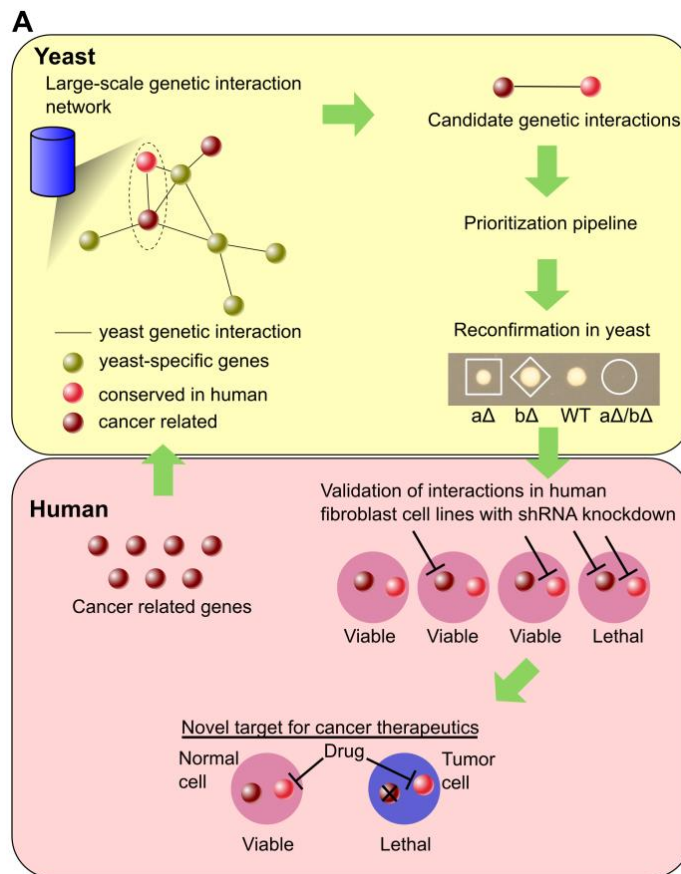 A
Yeast
Large-scale genetic interaction
network
Candidate genetic interactions
Prioritization pipeline
Reconfirmation in yeast
aΔ bΔ WT aΔ/bΔ
yeast genetic interaction
yeast-specific genes
conserved in human
cancer related
Human
Cancer related genes
Validation of interactions in human
fibroblast cell lines with shRNA knockdown
Viable Viable Viable Lethal
Novel target for cancer therapeutics
Normal
cell
Drug
Tumor
cell
Viable Lethal